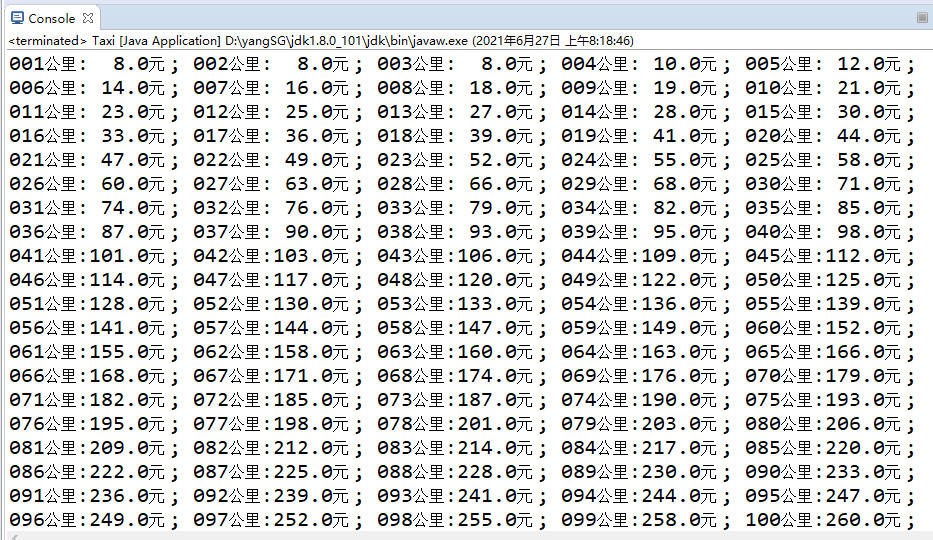 Console
<terminated> Taxi [Java Application] D:\yangSG\jdk1.8.0_101\jdk\bin\javaw.exe (2021年6月27日 上午8:18:46)
001公里:  8.0元; 002公里:  8.0元; 003公里:  8.0元; 004公里: 10.0元; 005公里: 12.0元;
006公里: 14.0元; 007公里: 16.0元; 008公里: 18.0元; 009公里: 19.0元; 010公里: 21.0元;
011公里: 23.0元; 012公里: 25.0元; 013公里: 27.0元; 014公里: 28.0元; 015公里: 30.0元;
016公里: 33.0元; 017公里: 36.0元; 018公里: 39.0元; 019公里: 41.0元; 020公里: 44.0元;
021公里: 47.0元; 022公里: 49.0元; 023公里: 52.0元; 024公里: 55.0元; 025公里: 58.0元;
026公里: 60.0元; 027公里: 63.0元; 028公里: 66.0元; 029公里: 68.0元; 030公里: 71.0元;
031公里: 74.0元; 032公里: 76.0元; 033公里: 79.0元; 034公里: 82.0元; 035公里: 85.0元;
036公里: 87.0元; 037公里: 90.0元; 038公里: 93.0元; 039公里: 95.0元; 040公里: 98.0元;
041公里:101.0元; 042公里:103.0元; 043公里:106.0元; 044公里:109.0元; 045公里:112.0元;
046公里:114.0元; 047公里:117.0元; 048公里:120.0元; 049公里:122.0元; 050公里:125.0元;
051公里:128.0元; 052公里:130.0元; 053公里:133.0元; 054公里:136.0元; 055公里:139.0元;
056公里:141.0元; 057公里:144.0元; 058公里:147.0元; 059公里:149.0元; 060公里:152.0元;
061公里:155.0元; 062公里:158.0元; 063公里:160.0元; 064公里:163.0元; 065公里:166.0元;
066公里:168.0元; 067公里:171.0元; 068公里:174.0元; 069公里:176.0元; 070公里:179.0元;
071公里:182.0元; 072公里:185.0元; 073公里:187.0元; 074公里:190.0元; 075公里:193.0元;
076公里:195.0元; 077公里:198.0元; 078公里:201.0元; 079公里:203.0元; 080公里:206.0元;
081公里:209.0元; 082公里:212.0元; 083公里:214.0元; 084公里:217.0元; 085公里:220.0元;
086公里:222.0元; 087公里:225.0元; 088公里:228.0元; 089公里:230.0元; 090公里:233.0元;
091公里:236.0元; 092公里:239.0元; 093公里:241.0元; 094公里:244.0元; 095公里:247.0元;
096公里:249.0元; 097公里:252.0元; 098公里:255.0元; 099公里:258.0元; 100公里:260.0元;